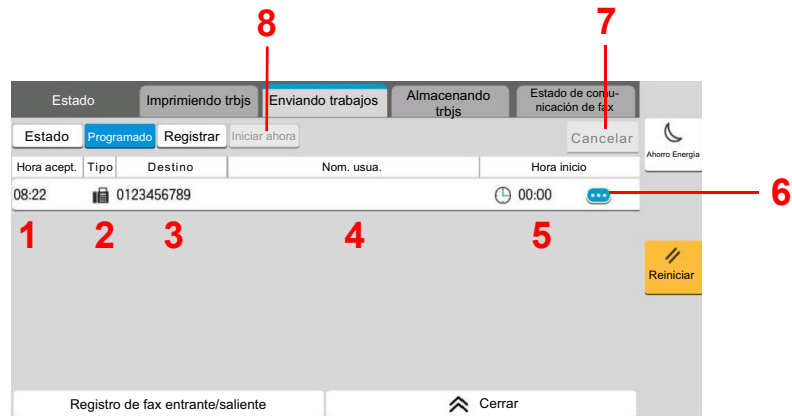 8
7
Estado
Imprimiendo trbjs
Enviando trabajos
Almacenando
trbjs
Estado de comu-
nicación de fax
Estado
Programado
Registrar
Iniciar ahora
Cancelar
Ahorro Energía
Hora acept.
Tipo
Destino
Nom. usua.
Hora inicio
08:22
0123456789
00:00
6
1
2
3
4
5
Reiniciar
Registro de fax entrante/saliente
Cerrar